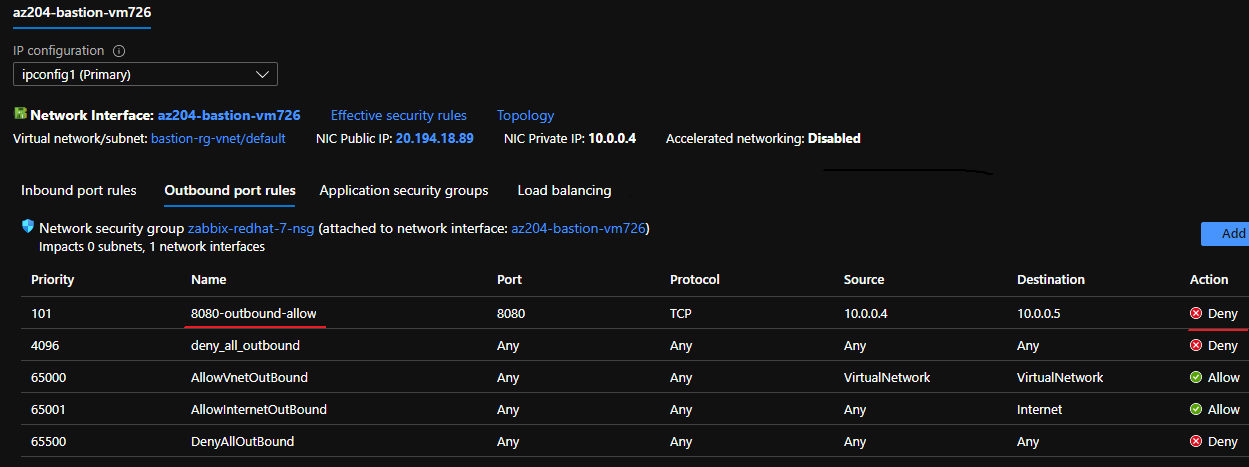 az204-bastion-vm726
IP configuration
ipconfig1 (Primary)
Network Interface: az204-bastion-vm726 Effective security rules Topology
Virtual network/subnet: bastion-rg-vnet/default NIC Public IP: 20.194.18.89 NIC Private IP: 10.0.0.4 Accelerated networking: Disabled
Inbound port rules Outbound port rules Application security groups Load balancing
Network security group zabbix-redhat-7-nsg (attached to network interface: az204-bastion-vm726)
Impacts 0 subnets, 1 network interfaces
Add
Priority Name Port Protocol Source Destination Action
101 8080-outbound-allow 8080 TCP 10.0.0.4 10.0.0.5 Deny
4096 deny_all_outbound Any Any Any Any Deny
65000 AllowVnetOutBound Any Any VirtualNetwork VirtualNetwork Allow
65001 AllowInternetOutBound Any Any Any Internet Allow
65500 DenyAllOutBound Any Any Any Any Deny